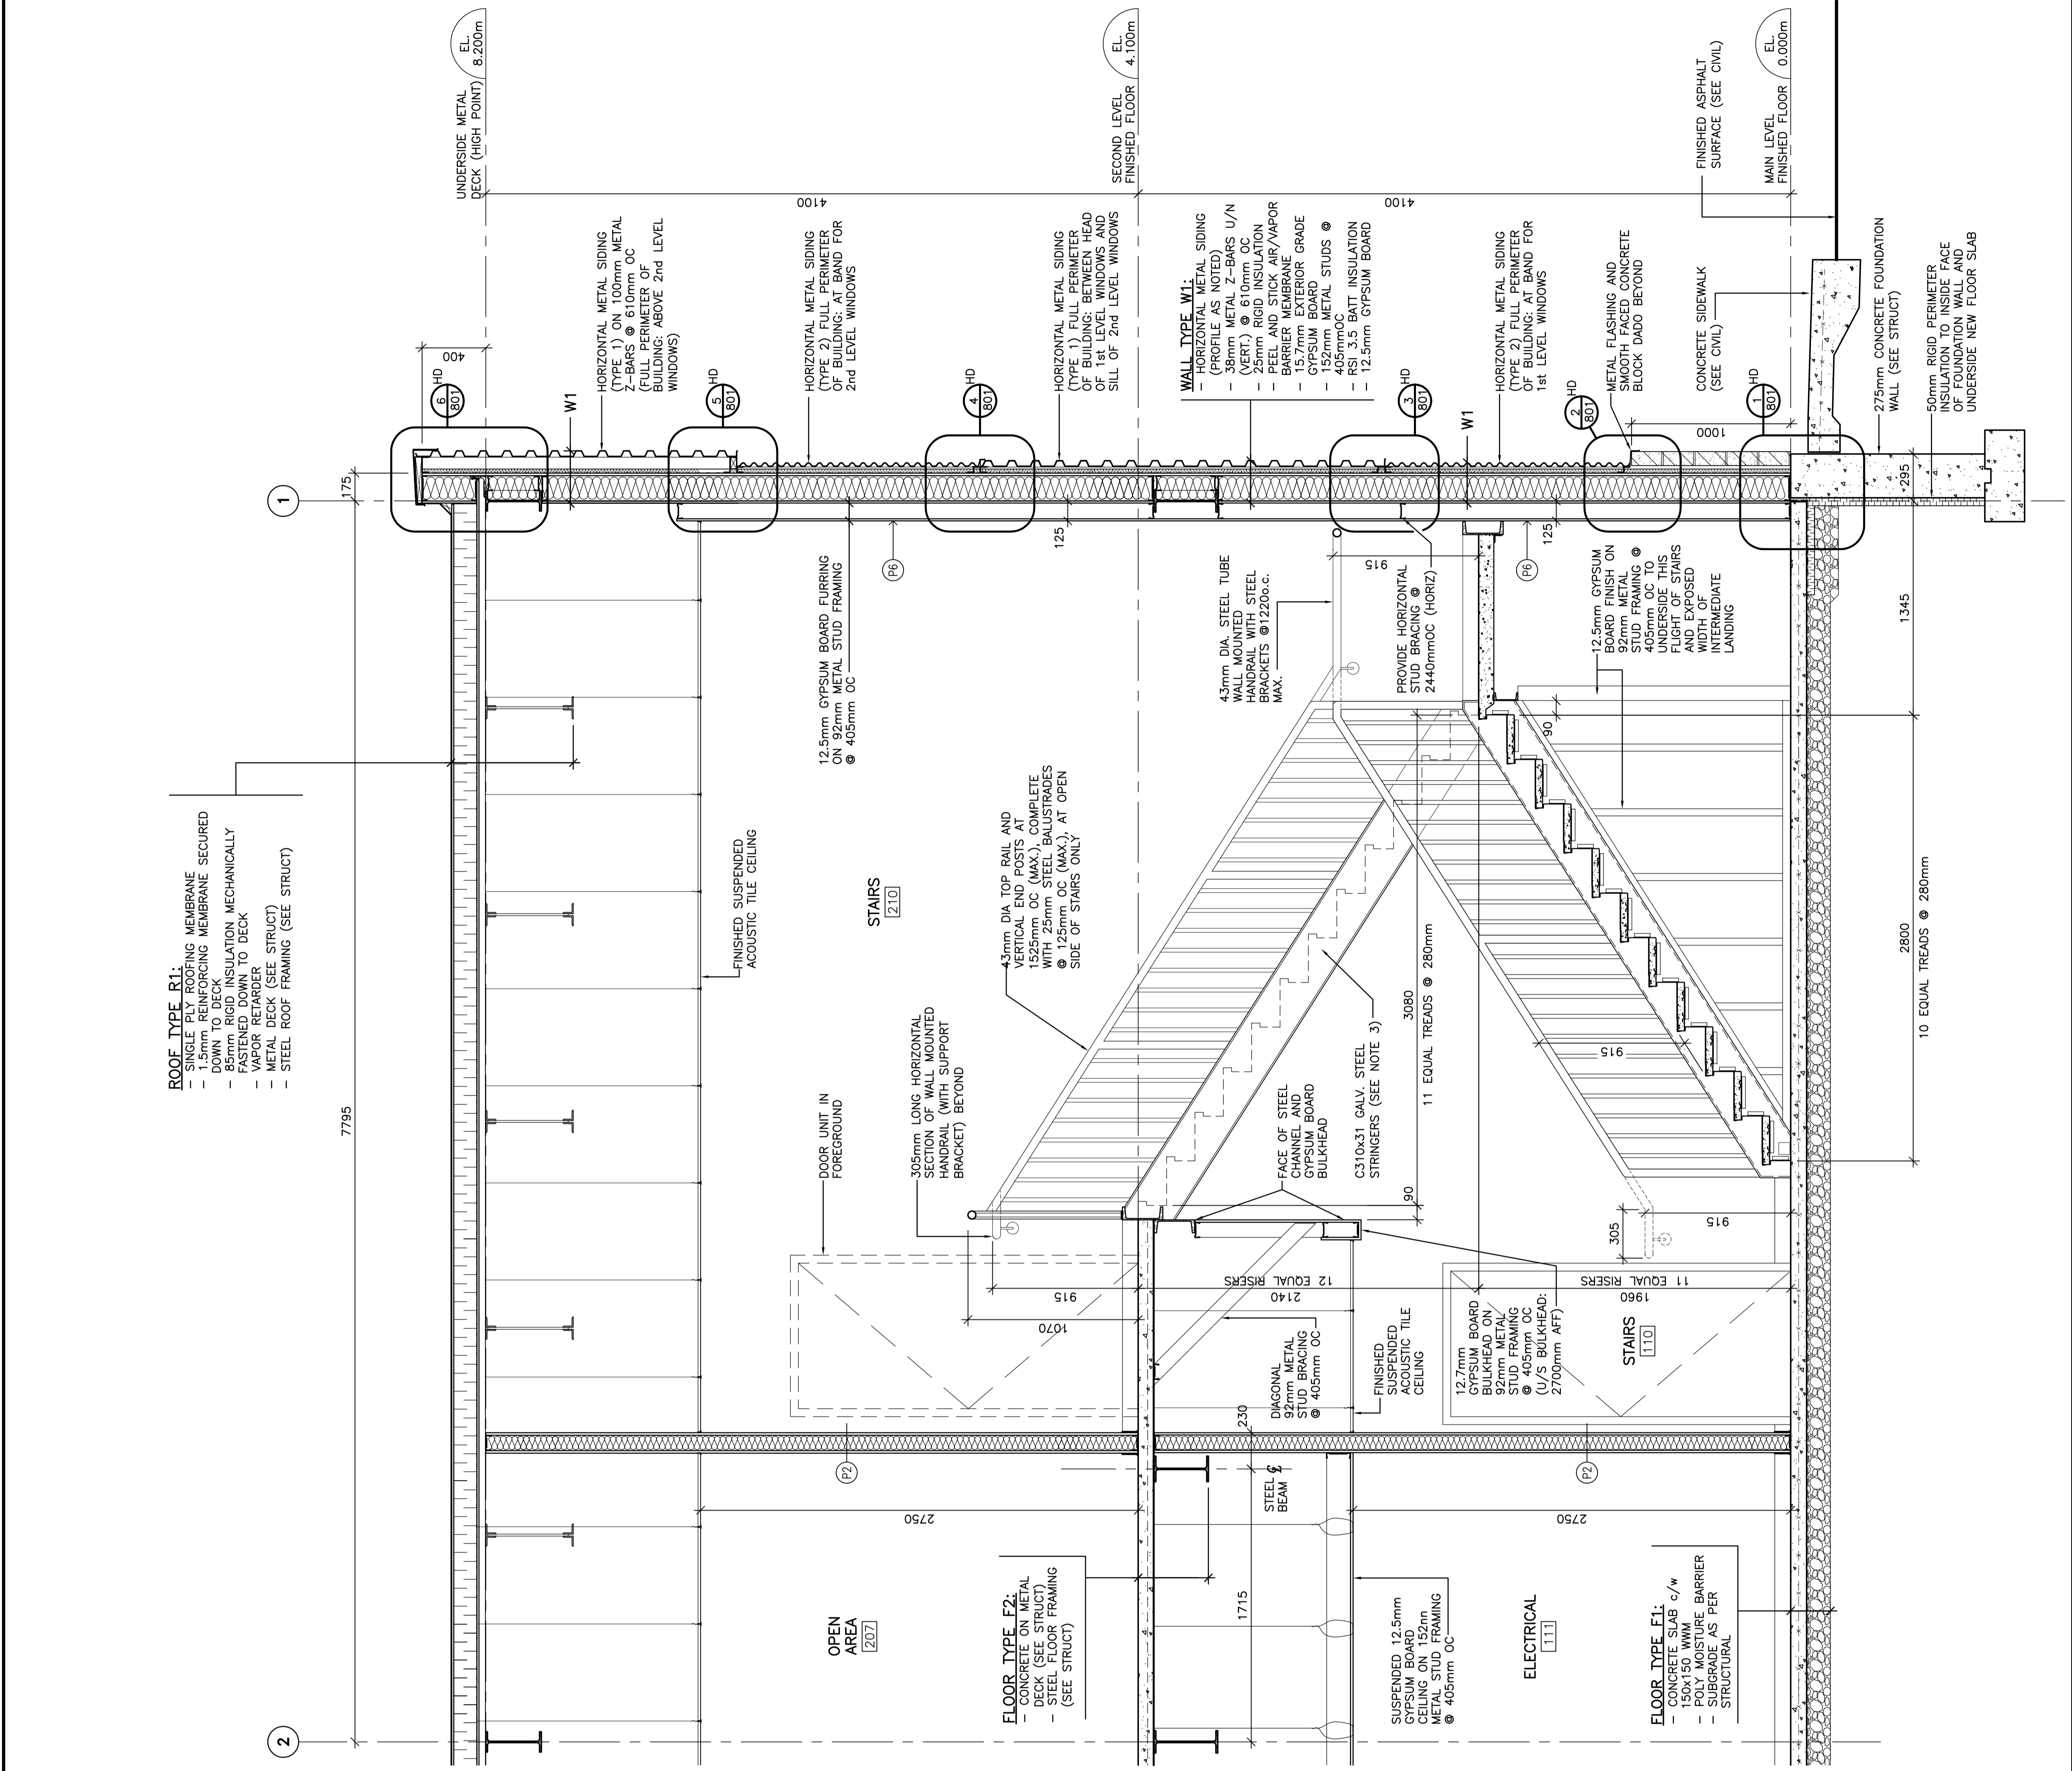 ROOF TYPE R1:
- SINGLE PLY ROOFING MEMBRANE
- 1.5mm REINFORCING MEMBRANE SECURED
DOWN TO DECK
- 85mm RIGID INSULATION MECHANICALLY
FASTENED DOWN TO DECK
- VAPOR RETARDER
- METAL DECK (SEE STRUCT)
- STEEL ROOF FRAMING (SEE STRUCT)
2
1
7795
175
400
UNDERSIDE METAL
DECK (HIGH POINT)
EL.
8.200m
6
801
HD
W1
HORIZONTAL METAL SIDING
(TYPE 1) ON 100mm METAL
Z-BARS @ 610mm OC
(FULL PERIMETER OF
BUILDING: ABOVE 2nd LEVEL
WINDOWS)
5
801
HD
HORIZONTAL METAL SIDING
(TYPE 2) FULL PERIMETER
OF BUILDING: AT BAND FOR
2nd LEVEL WINDOWS
4100
4
801
HD
HORIZONTAL METAL SIDING
(TYPE 1) FULL PERIMETER
OF BUILDING: BETWEEN HEAD
OF 1st LEVEL WINDOWS AND
SILL OF 2nd LEVEL WINDOWS
SECOND LEVEL
FINISHED FLOOR
EL.
4.100m
WALL TYPE W1:
- HORIZONTAL METAL SIDING
(PROFILE AS NOTED)
- 38mm METAL Z-BARS U/N
(VERT.) @ 610mm OC
- 25mm RIGID INSULATION
- PEEL AND STICK AIR/VAPOR
BARRIER MEMBRANE
- 15.7mm EXTERIOR GRADE
GYPSUM BOARD
- 152mm METAL STUDS @
405mmOC
- RSI 3.5 BATT INSULATION
- 12.5mm GYPSUM BOARD
3
801
HD
W1
4100
HORIZONTAL METAL SIDING
(TYPE 2) FULL PERIMETER
OF BUILDING: AT BAND FOR
1st LEVEL WINDOWS
2
801
HD
METAL FLASHING AND
SMOOTH FACED CONCRETE
BLOCK DADO BEYOND
1000
CONCRETE SIDEWALK
(SEE CIVIL)
FINISHED ASPHALT
SURFACE (SEE CIVIL)
1
801
HD
MAIN LEVEL
FINISHED FLOOR
EL.
0.000m
275mm CONCRETE FOUNDATION
WALL (SEE STRUCT)
50mm RIGID PERIMETER
INSULATION TO INSIDE FACE
OF FOUNDATION WALL AND
UNDERSIDE NEW FLOOR SLAB
295
1345
2800
10 EQUAL TREADS @ 280mm
FINISHED SUSPENDED
ACOUSTIC TILE CEILING
12.5mm GYPSUM BOARD FURRING
ON 92mm METAL STUD FRAMING
@ 405mm OC
P6
125
STAIRS
210
DOOR UNIT IN
FOREGROUND
305mm LONG HORIZONTAL
SECTION OF WALL MOUNTED
HANDRAIL (WITH SUPPORT
BRACKET) BEYOND
43mm DIA TOP RAIL AND
VERTICAL END POSTS AT
1525mm OC (MAX.), COMPLETE
WITH 25mm STEEL BALUSTRADES
@ 125mm OC (MAX.), AT OPEN
SIDE OF STAIRS ONLY
43mm DIA. STEEL TUBE
WALL MOUNTED
HANDRAIL WITH STEEL
BRACKETS @1220o.c.
MAX.
915
PROVIDE HORIZONTAL
STUD BRACING @
2440mmOC (HORIZ)
P6
125
12.5mm GYPSUM
BOARD FINISH ON
92mm METAL
STUD FRAMING @
405mm OC TO
UNDERSIDE THIS
FLIGHT OF STAIRS
AND EXPOSED
WIDTH OF
INTERMEDIATE
LANDING
90
3080
11 EQUAL TREADS @ 280mm
90
C310x31 GALV. STEEL
STRINGERS (SEE NOTE 3)
FACE OF STEEL
CHANNEL AND
GYPSUM BOARD
BULKHEAD
915
305
915
915
1070
2140
12 EQUAL RISERS
1960
11 EQUAL RISERS
DIAGONAL
92mm METAL
STUD BRACING
@ 405mm OC
FINISHED
SUSPENDED
ACOUSTIC TILE
CEILING
12.7mm
GYPSUM BOARD
BULKHEAD ON
92mm METAL
STUD FRAMING
@ 405mm OC
(U/S BULKHEAD:
2700mm AFF)
STAIRS
110
P2
P2
230
STEEL
BEAM ℄
1715
2750
2750
OPEN
AREA
207
FLOOR TYPE F2:
- CONCRETE ON METAL
DECK (SEE STRUCT)
- STEEL FLOOR FRAMING
(SEE STRUCT)
SUSPENDED 12.5mm
GYPSUM BOARD
CEILING ON 152nn
METAL STUD FRAMING
@ 405mm OC
ELECTRICAL
111
FLOOR TYPE F1:
- CONCRETE SLAB c/w
150x150 WWM
- POLY MOISTURE BARRIER
- SUBGRADE AS PER
STRUCTURAL